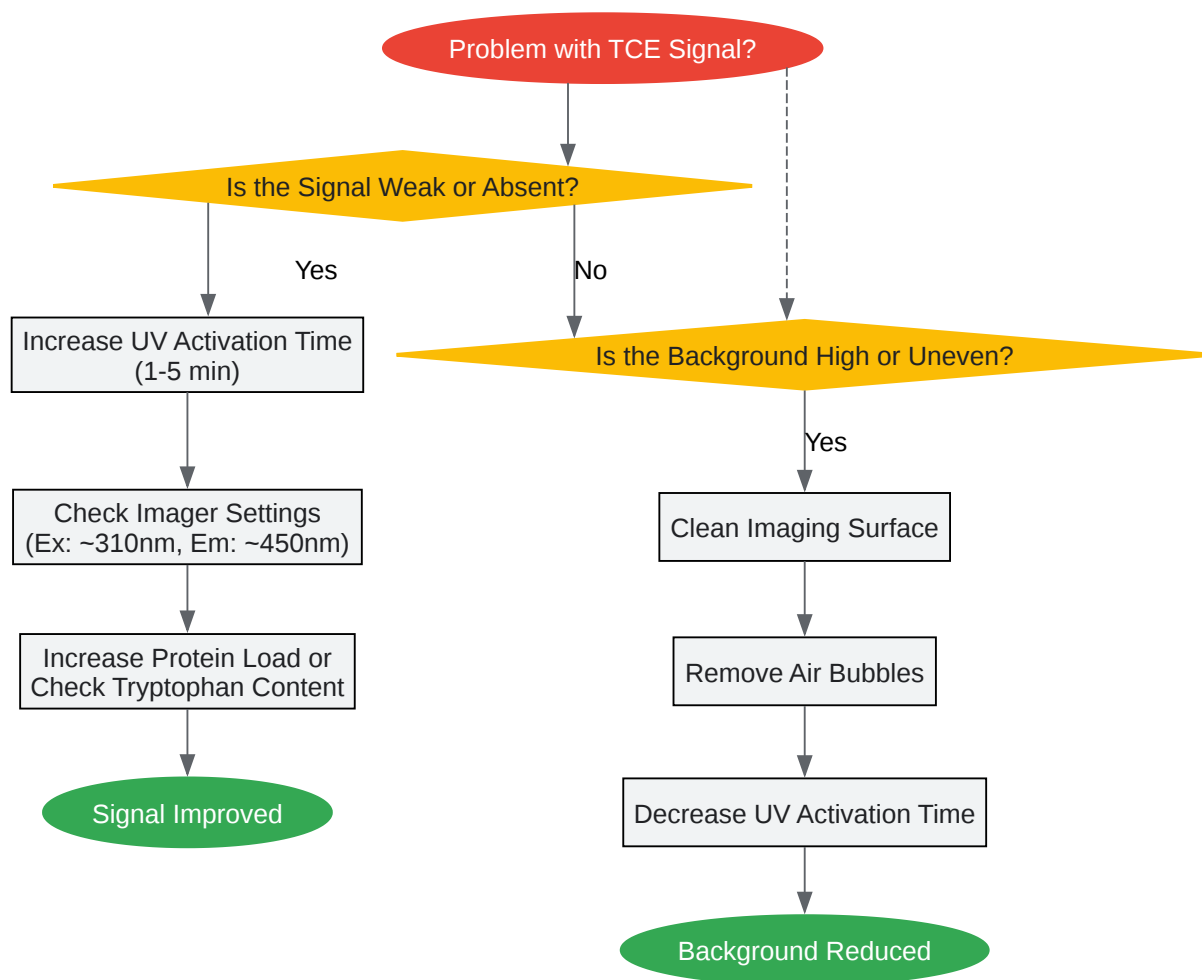 Problem with TCE Signal?
Is the Signal Weak or Absent?
Yes
No
Increase UV Activation Time
(1-5 min)
Is the Background High or Uneven?
Yes
Check Imager Settings
(Ex: ~310nm, Em: ~450nm)
Clean Imaging Surface
Increase Protein Load or
Check Tryptophan Content
Remove Air Bubbles
Signal Improved
Decrease UV Activation Time
Background Reduced